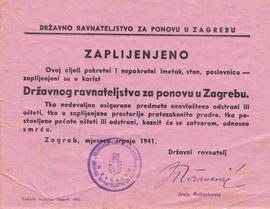 DRŽAVNO RAVNATELJSTVO ZA PONOVU U ZAGREBU
ZAPLIJENJENO
Ovaj cijeli pokretni i nepokretni imetak, stan, poslovnica —
zaplijenjeni su u korist
Državnog ravnateljstva za ponovu u Zagrebu.
Tko nedovoljno osigurane predmete neovlašteno odstrani ili
ošteti, tko u zaplijenjene prostorije protuzakonito prodre, tko po-
stavljene pečate ošteti ili odstrani, kaznit će se zatvorom, odnosno
smrću.
Zagreb, mjeseca srpnja 1941.
Državni ravnatelj
Josip Rožanković